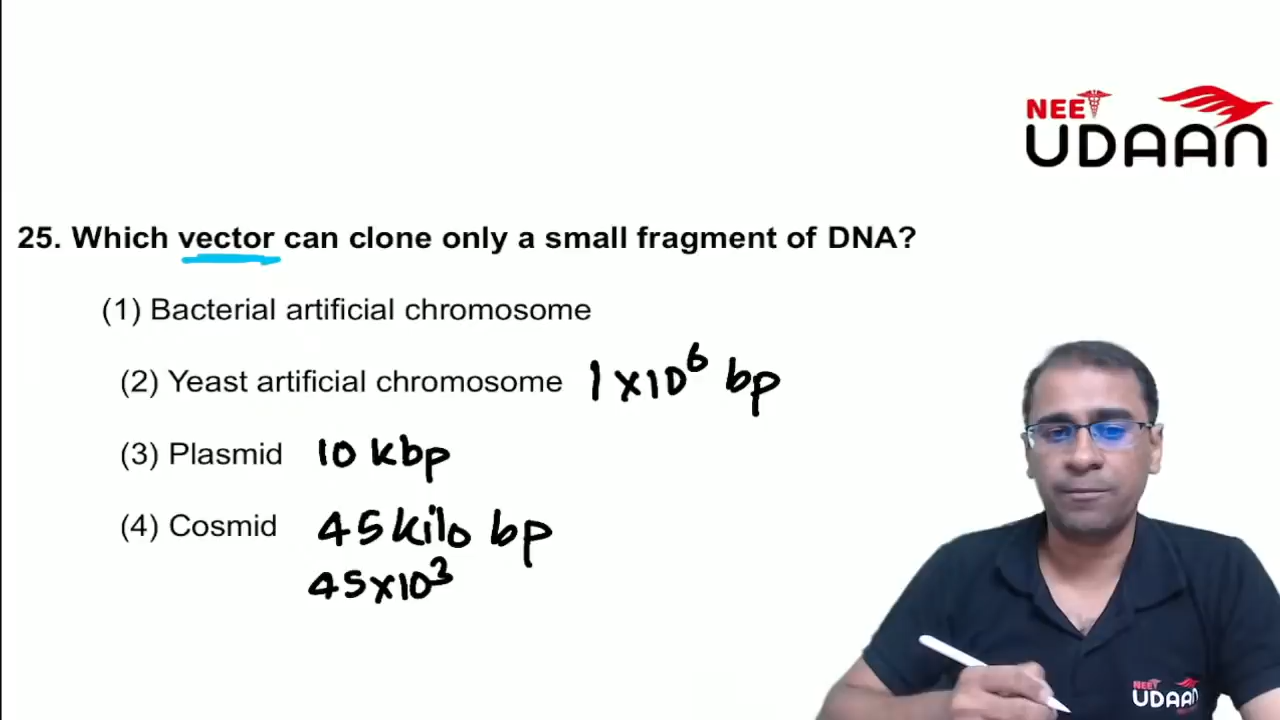 NEET
UDAAN
25. Which vector can clone only a small fragment of DNA?
(1) Bacterial artificial chromosome
(2) Yeast artificial chromosome 1×10⁶ bp
(3) Plasmid 10 kbp
(4) Cosmid 45 kilo bp
45×10³
NEET
UDAAN